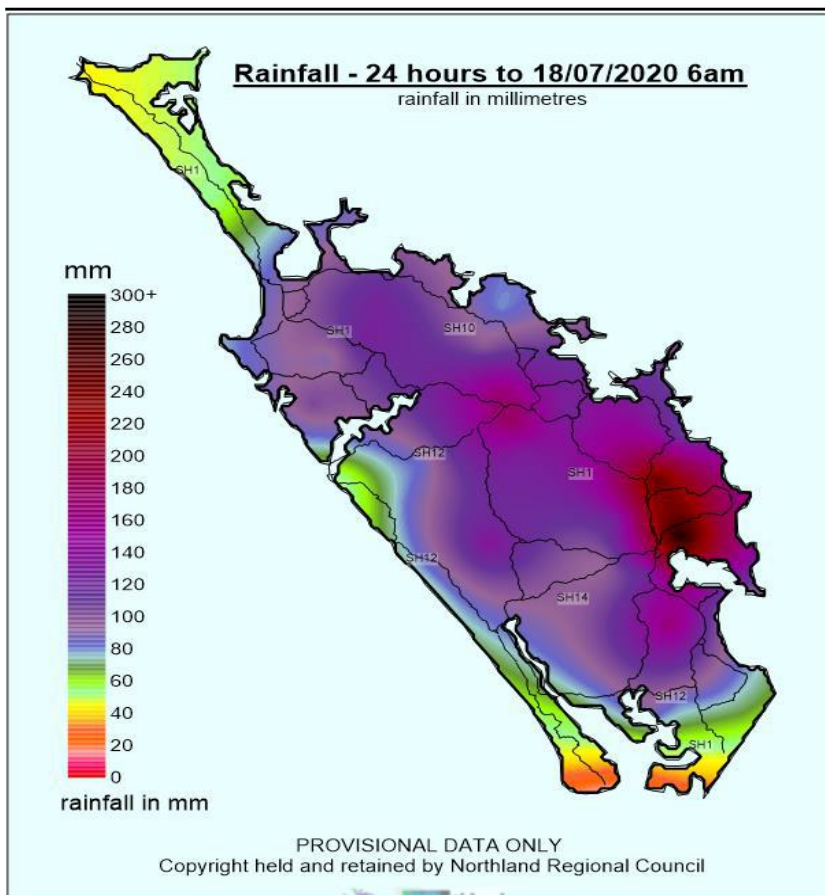 Rainfall - 24 hours to 18/07/2020 6am
rainfall in millimetres
SH1
mm
300+
280
260
240
220
200
180
160
140
120
100
80
60
40
20
0
rainfall in mm
SH1
SH10
SH12
SH1
SH12
SH14
SH12
SH1
PROVISIONAL DATA ONLY
Copyright held and retained by Northland Regional Council